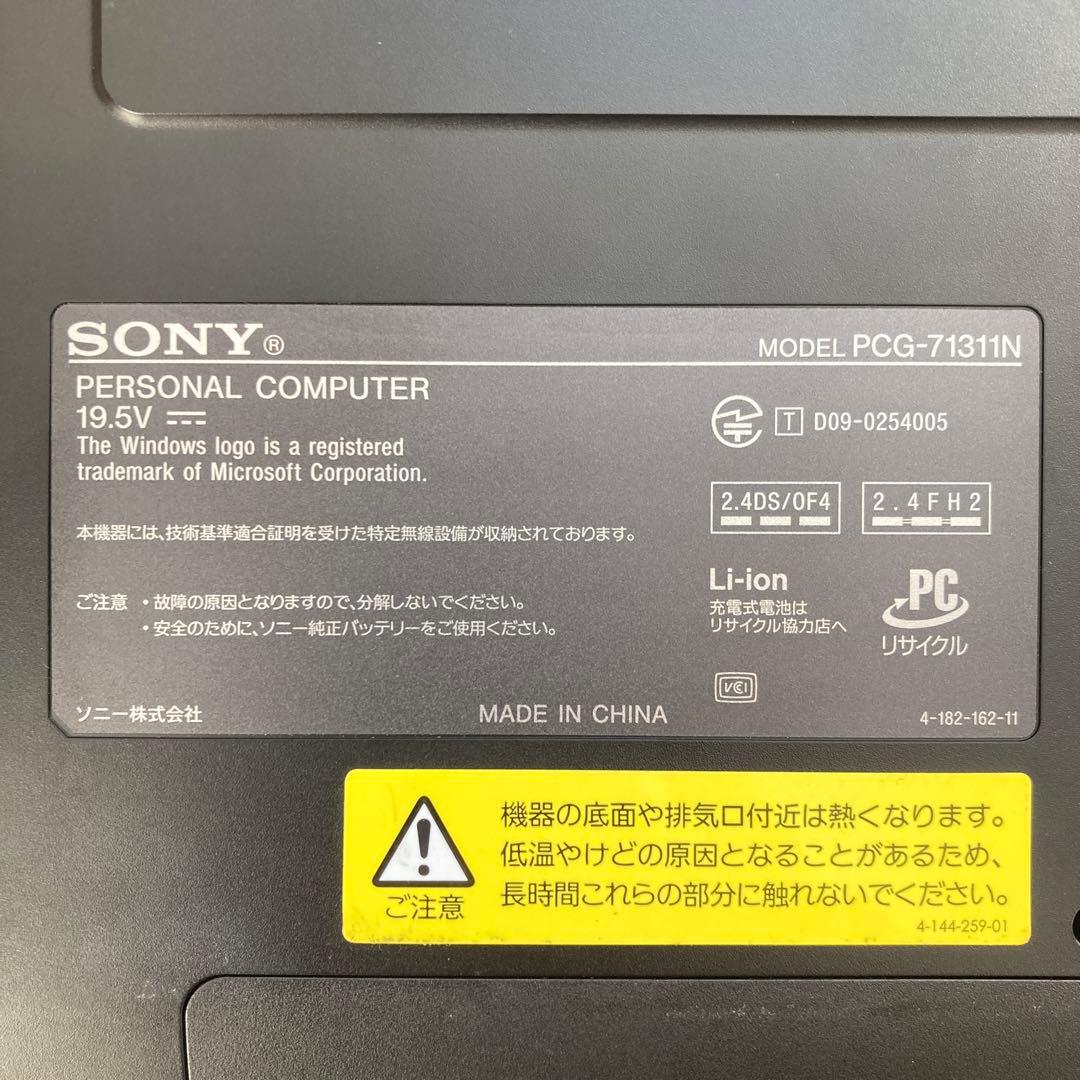 SONY®
MODEL PCG-71311N
PERSONAL COMPUTER
19.5V
The Windows logo is a registered
trademark of Microsoft Corporation.
T D09-0254005
2.4DS/OF4
2.4FH2
本機器には、技術基準適合証明を受けた特定無線設備が収納されております。
Li-ion
充電式電池は
リサイクル協力店へ
PC
リサイクル
ご注意 ・故障の原因となりますので、分解しないでください。
・安全のために、ソニー純正バッテリーをご使用ください。
VCI
ソニー株式会社
MADE IN CHINA
4-182-162-11
ご注意
機器の底面や排気口付近は熱くなります。
低温やけどの原因となることがあるため、
長時間これらの部分に触れないでください。
4-144-259-01